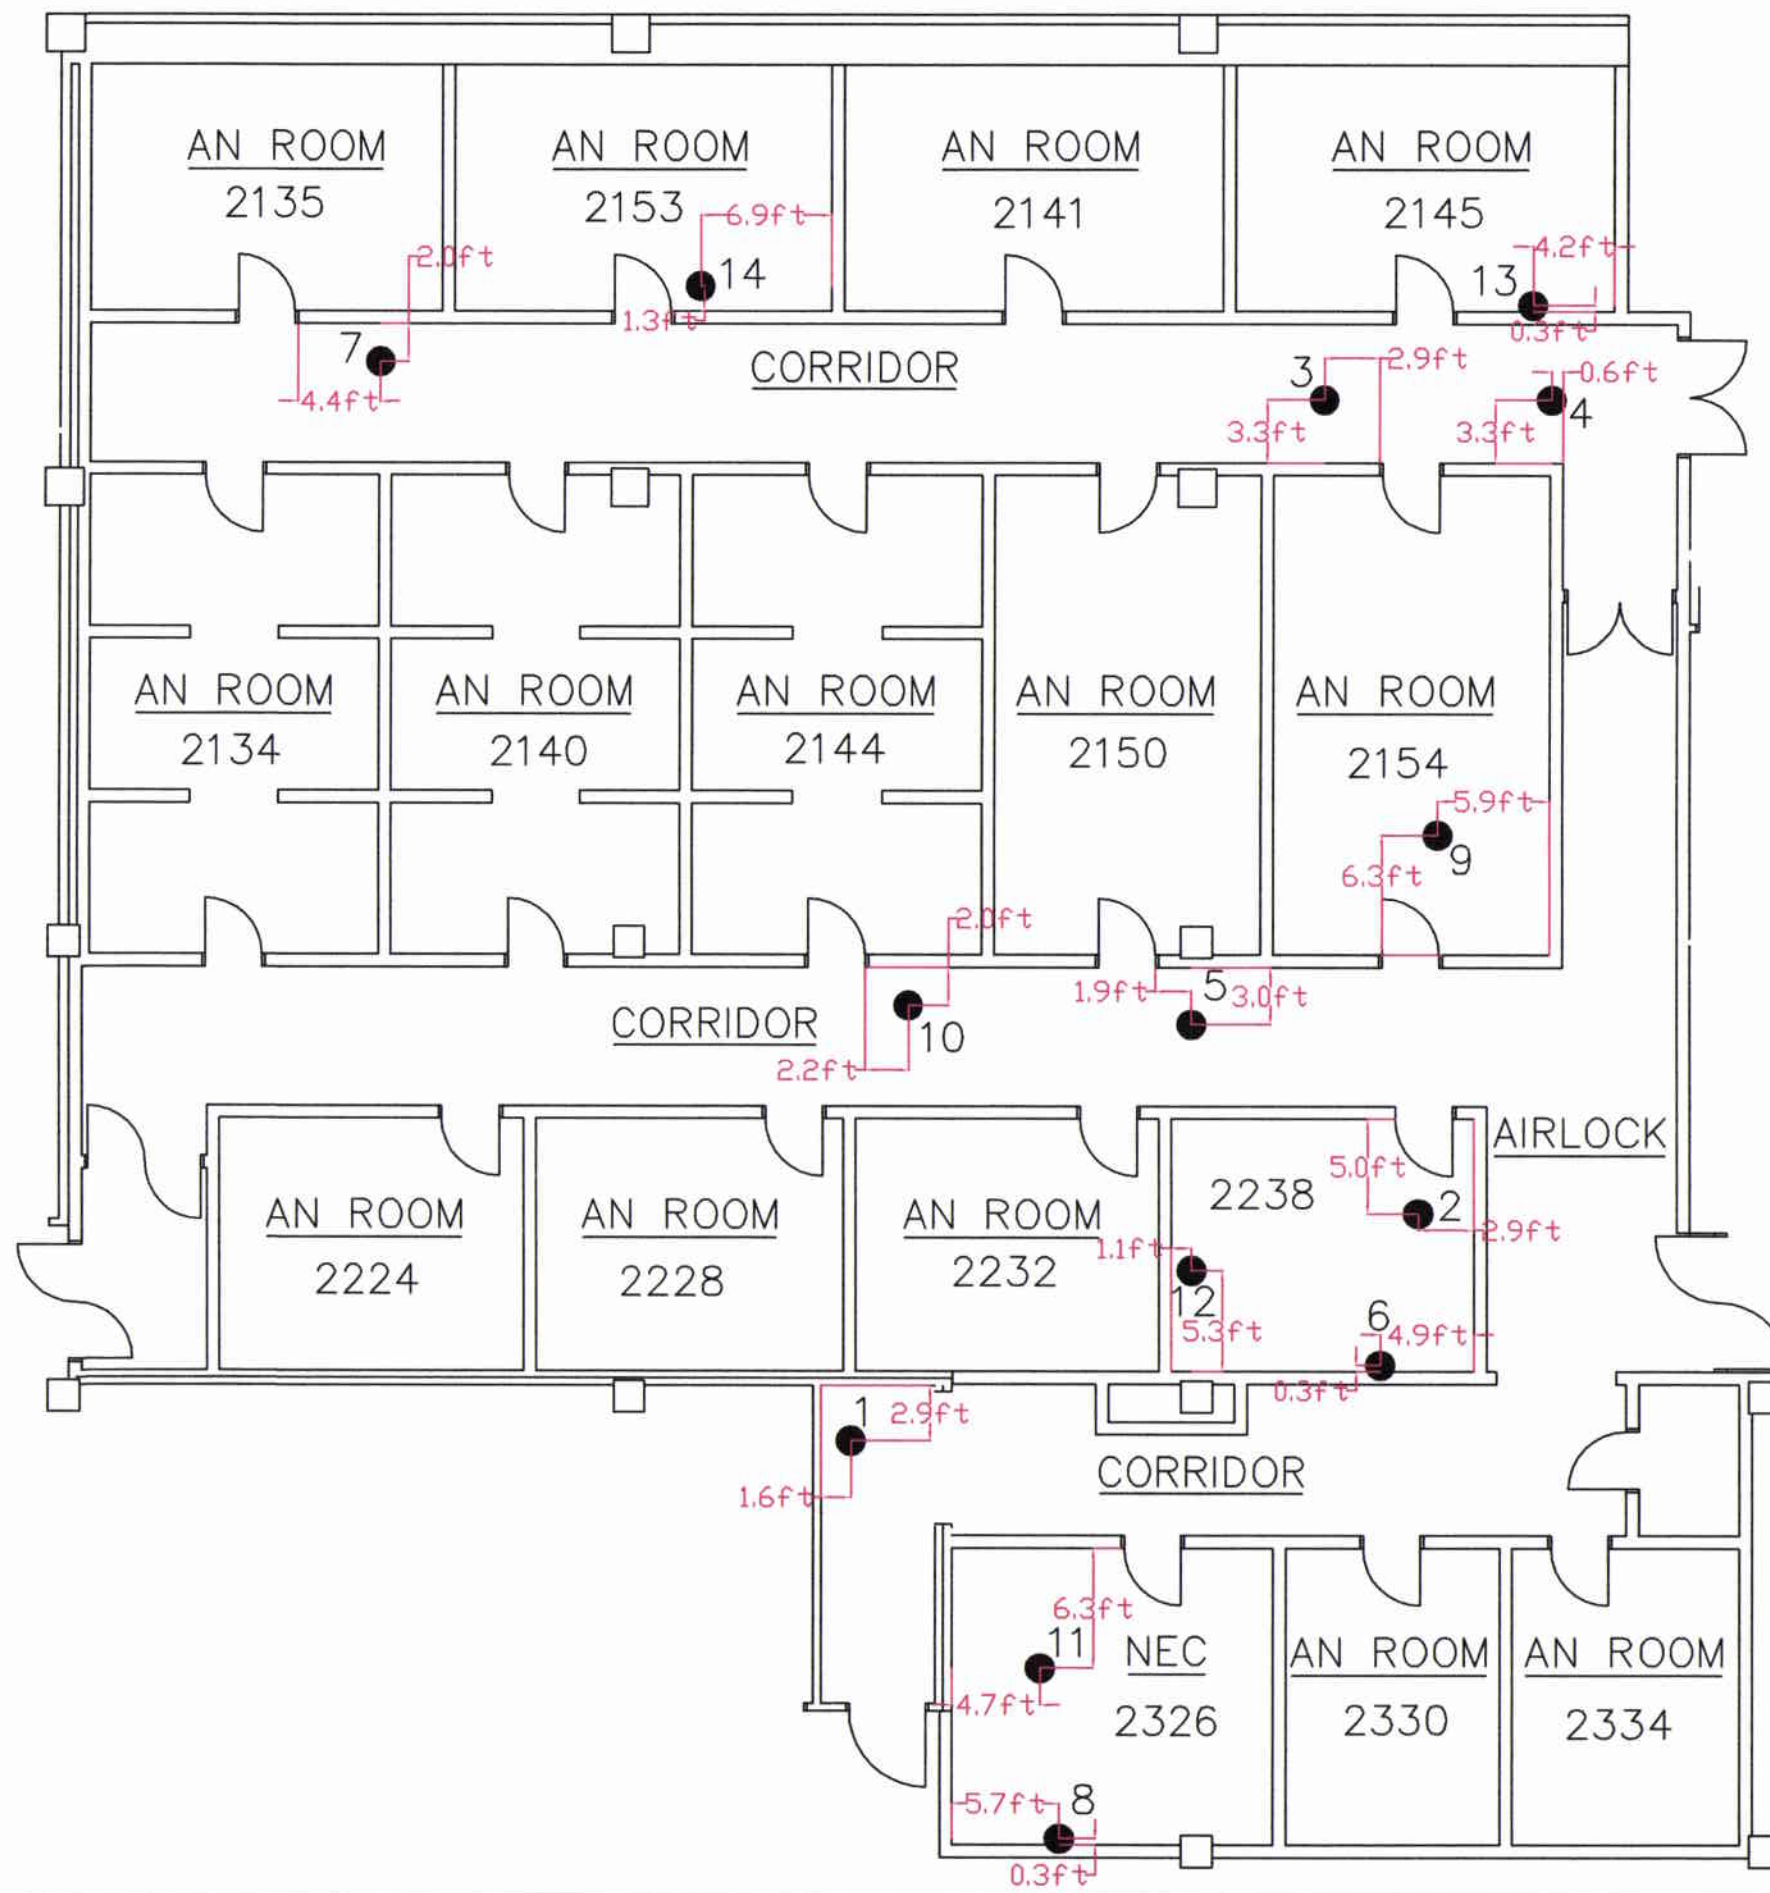 AN ROOM
2135
AN ROOM
2153
AN ROOM
2141
AN ROOM
2145
6.9ft
4.2ft
2.0ft
14
13
1.3ft
0.3ft
7
CORRIDOR
3
2.9ft
0.6ft
4
4.4ft
3.3ft
3.3ft
AN ROOM
2134
AN ROOM
2140
AN ROOM
2144
AN ROOM
2150
AN ROOM
2154
5.9ft
9
6.3ft
2.0ft
1.9ft
5
3.0ft
CORRIDOR
10
2.2ft
AIRLOCK
5.0ft
2238
2
2.9ft
AN ROOM
2224
AN ROOM
2228
AN ROOM
2232
1.1ft
12
5.3ft
6
4.9ft
0.3ft
1
2.9ft
CORRIDOR
1.6ft
6.3ft
11
4.7ft
NEC
2326
AN ROOM
2330
AN ROOM
2334
5.7ft
8
0.3ft